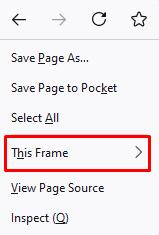 Save Page As...
Save Page to Pocket
Select All
This Frame
View Page Source
Inspect (Q)